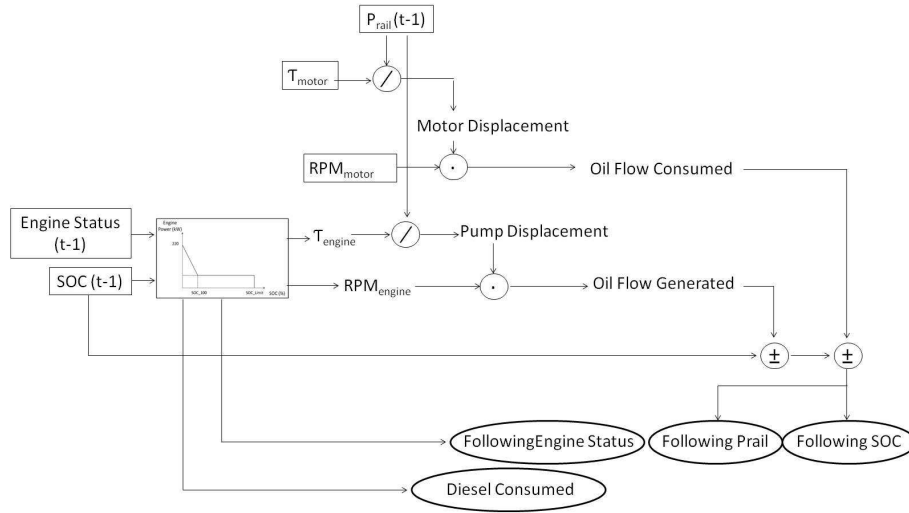 P_rail (t-1)
T_motor
/
Motor Displacement
RPM_motor
.
Oil Flow Consumed
Engine Status
(t-1)
Engine
Power (kW)
220
SOC_100
SOC_Limit
SOC (%)
T_engine
/
Pump Displacement
SOC (t-1)
RPM_engine
.
Oil Flow Generated
±
±
FollowingEngine Status
Following Prail
Following SOC
Diesel Consumed